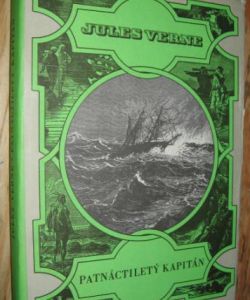 JULES VERNE
PATNÁCTILETÝ KAPITÁN